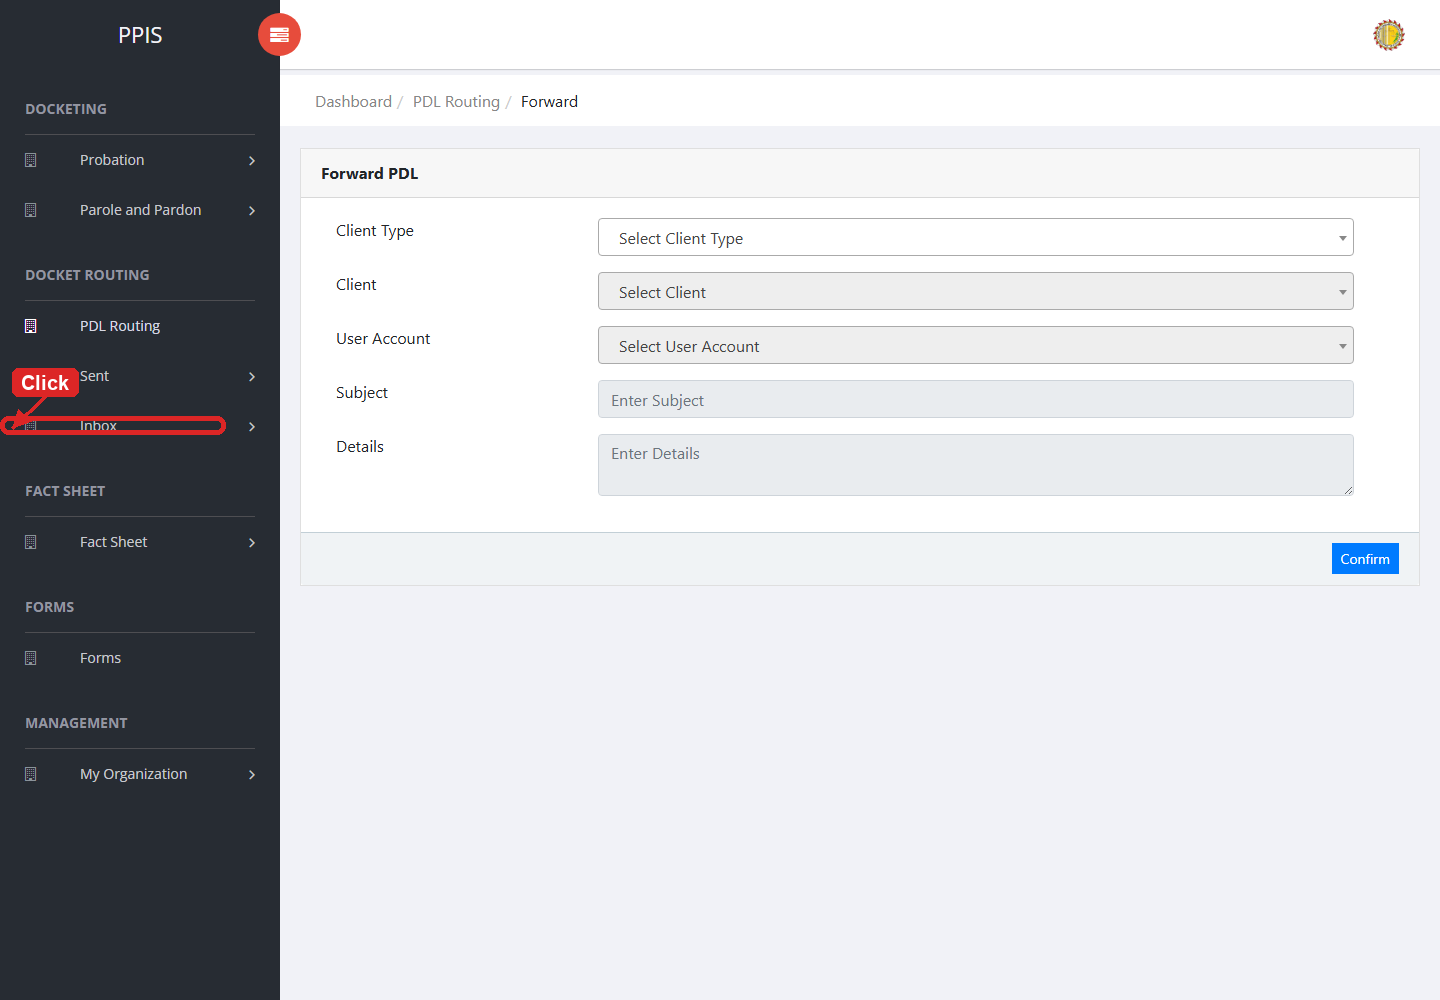 PPIS
DOCKETING
Probation
Parole and Pardon
DOCKET ROUTING
PDL Routing
Sent
Click
Inbox
FACT SHEET
Fact Sheet
FORMS
Forms
MANAGEMENT
My Organization
Dashboard / PDL Routing / Forward
Forward PDL
Client Type
Select Client Type
Client
Select Client
User Account
Select User Account
Subject
Enter Subject
Details
Enter Details
Confirm